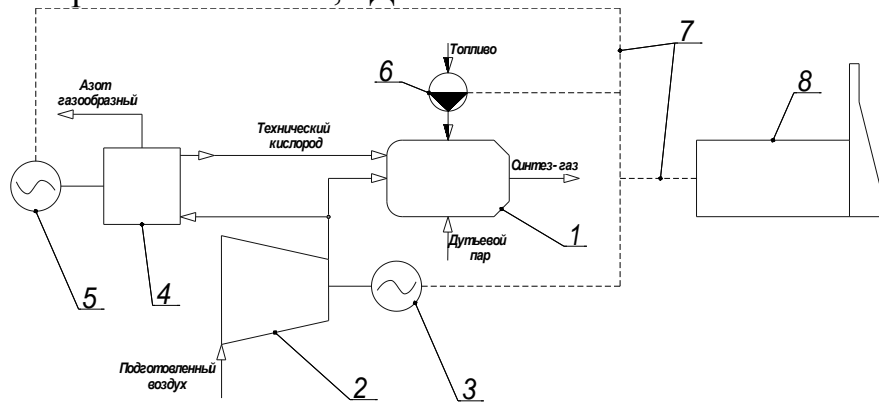 Топливо
7
6
8
Азот
газообразный
Технический
кислород
Синтез-газ
Дутьевой
пар
1
5
4
Подготовленный
воздух
2
3